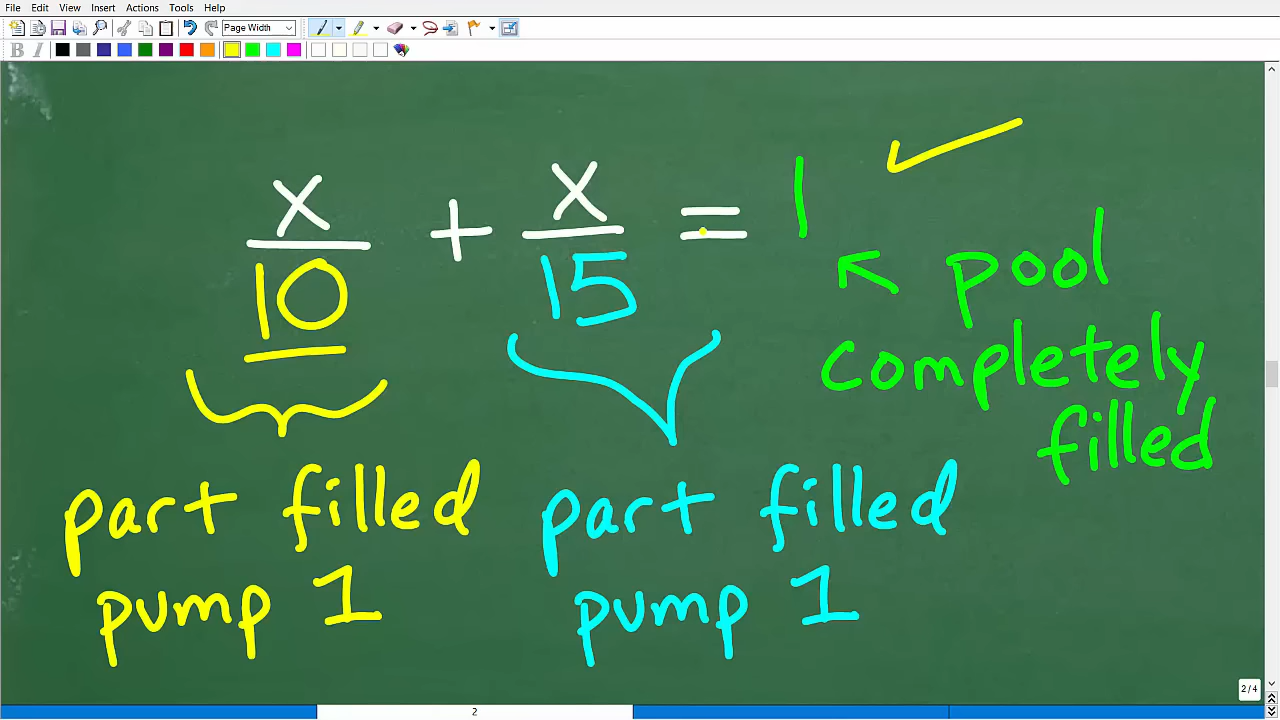 File Edit View Insert Actions Tools Help
Page Width
B I
x/10 + x/15 = 1
pool
completely
filled
part filled
pump 1
part filled
pump 1
2/4
2